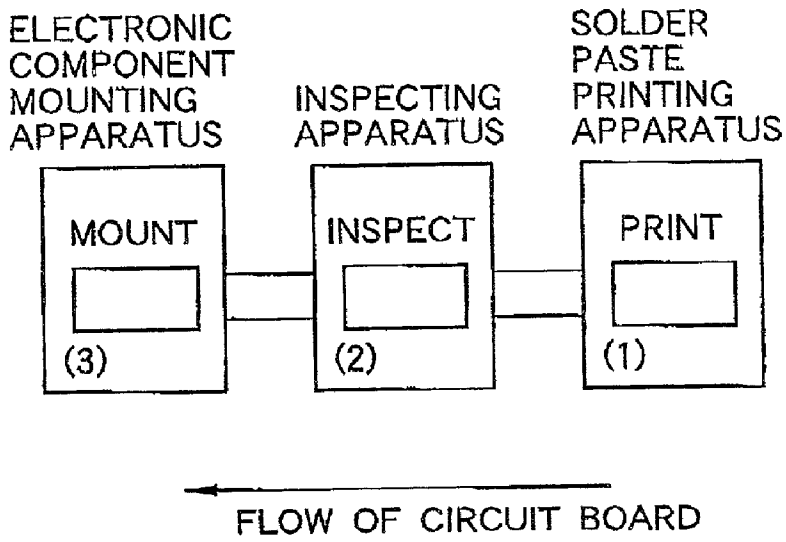 ELECTRONIC
COMPONENT
MOUNTING
APPARATUS
INSPECTING
APPARATUS
SOLDER
PASTE
PRINTING
APPARATUS
MOUNT
INSPECT
PRINT
(3)
(2)
(1)
FLOW OF CIRCUIT BOARD